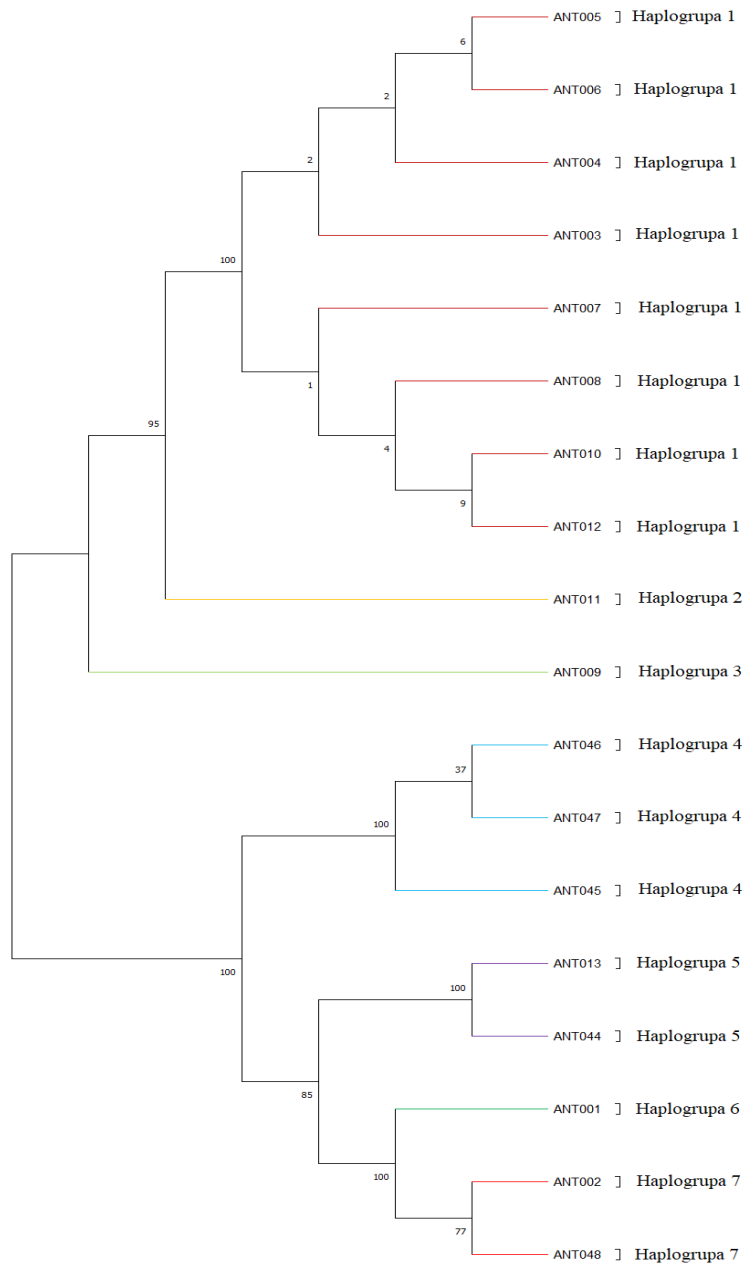 6
ANT005 Haplogrupa 1
2
ANT006 Haplogrupa 1
2
ANT004 Haplogrupa 1
ANT003 Haplogrupa 1
100
ANT007 Haplogrupa 1
1
ANT008 Haplogrupa 1
95
4
ANT010 Haplogrupa 1
9
ANT012 Haplogrupa 1
ANT011 Haplogrupa 2
ANT009 Haplogrupa 3
ANT046 Haplogrupa 4
37
ANT047 Haplogrupa 4
100
ANT045 Haplogrupa 4
ANT013 Haplogrupa 5
100
100
ANT044 Haplogrupa 5
85
ANT001 Haplogrupa 6
100
ANT002 Haplogrupa 7
77
ANT048 Haplogrupa 7